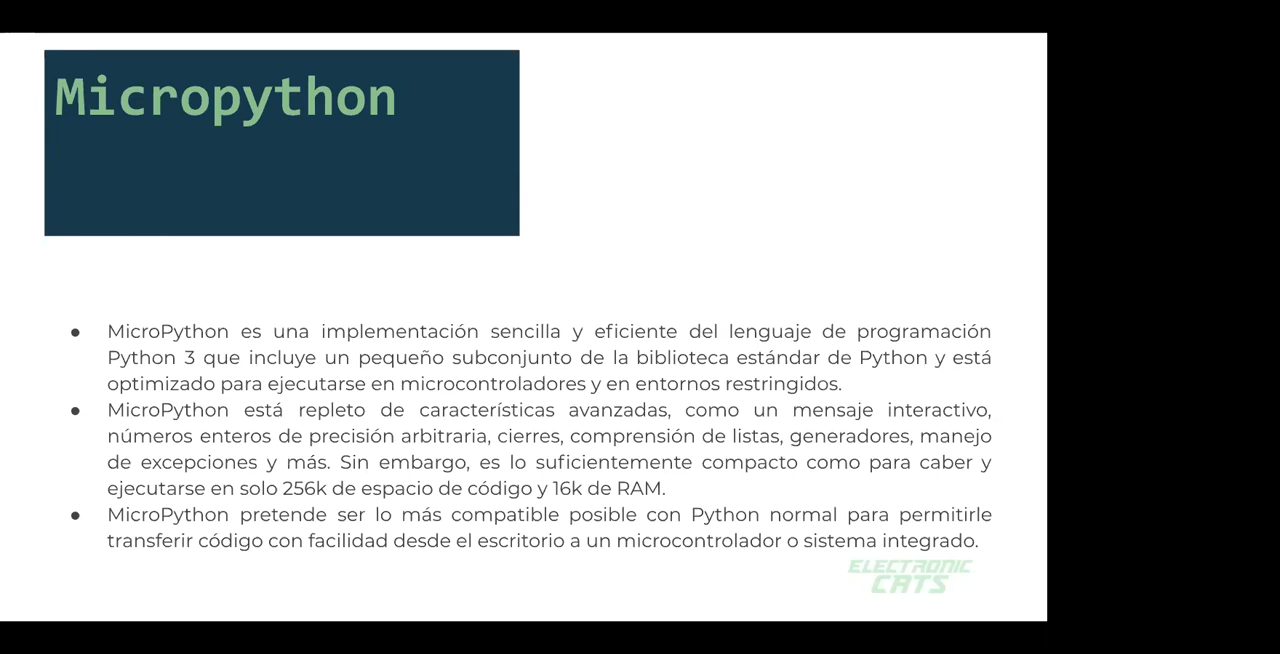 Micropython
● MicroPython es una implementación sencilla y eficiente del lenguaje de programación
Python 3 que incluye un pequeño subconjunto de la biblioteca estándar de Python y está
optimizado para ejecutarse en microcontroladores y en entornos restringidos.
● MicroPython está repleto de características avanzadas, como un mensaje interactivo,
números enteros de precisión arbitraria, cierres, comprensión de listas, generadores, manejo
de excepciones y más. Sin embargo, es lo suficientemente compacto como para caber y
ejecutarse en solo 256k de espacio de código y 16k de RAM.
● MicroPython pretende ser lo más compatible posible con Python normal para permitirle
transferir código con facilidad desde el escritorio a un microcontrolador o sistema integrado.
ELECTRONIC
CATS